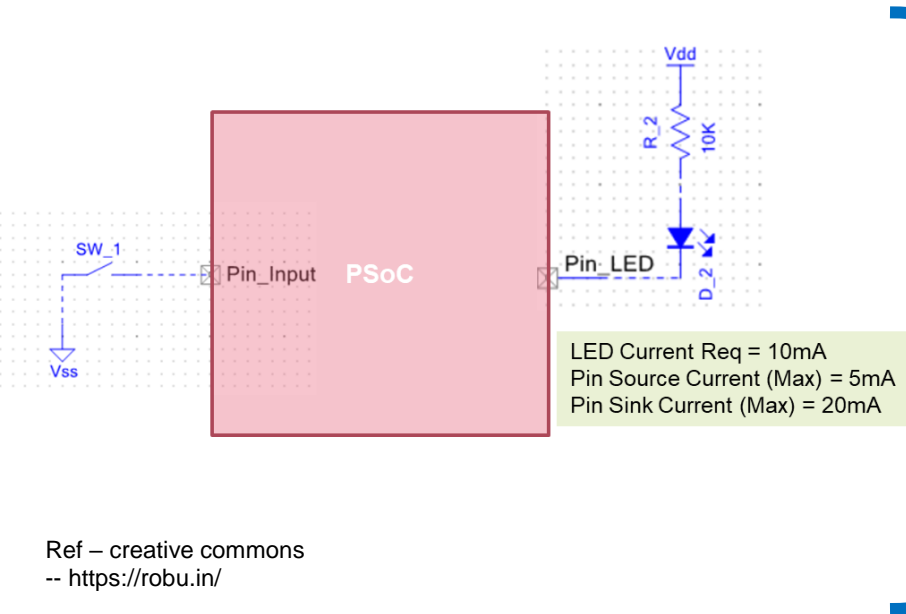 Vdd
R_2
10K
SW_1
Pin_Input
PSoC
Pin_LED
D_2
Vss
LED Current Req = 10mA
Pin Source Current (Max) = 5mA
Pin Sink Current (Max) = 20mA
Ref – creative commons
-- https://robu.in/